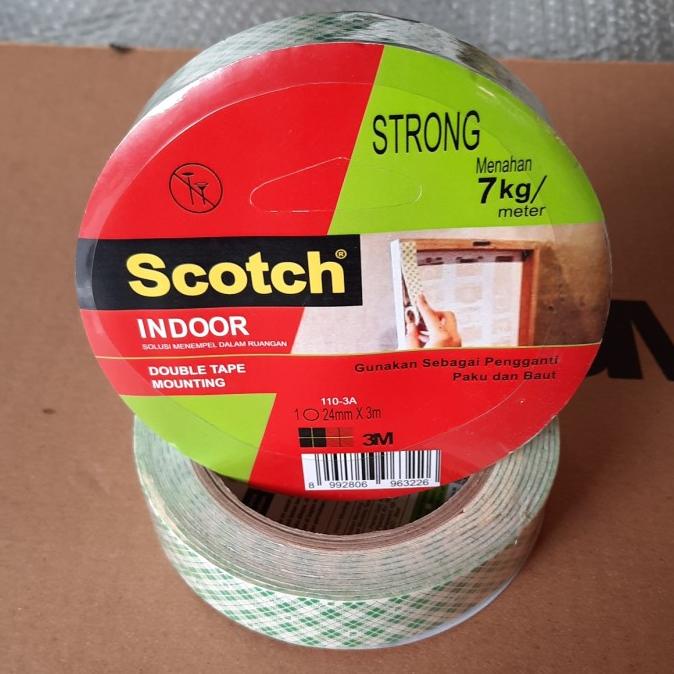 STRONG
Menahan
7kg/
meter
Scotch®
INDOOR
SOLUSI MENEMPEL DALAM RUANGAN
DOUBLE TAPE
MOUNTING
Gunakan Sebagai Pengganti
Paku dan Baut
110-3A
1 24mm X 3m
3M
8 992806 963226